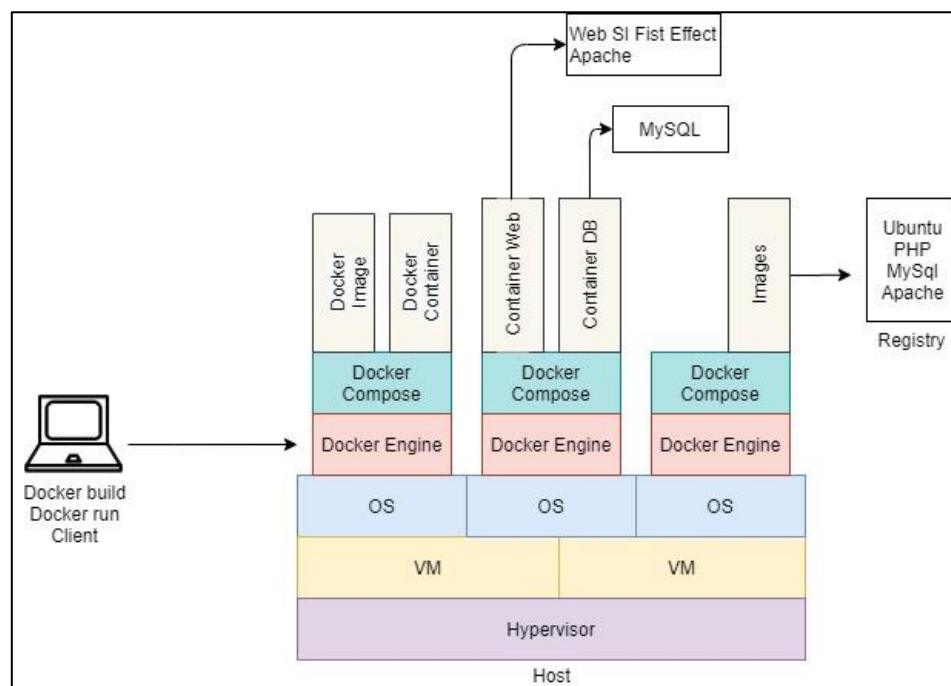 Web SI Fist Effect
Apache
MySQL
Docker
Image
Docker
Container
Container Web
Container DB
Images
Ubuntu
PHP
MySql
Apache
Registry
Docker
Compose
Docker
Compose
Docker
Compose
Docker Engine
Docker Engine
Docker Engine
Docker build
Docker run
Client
OS
OS
OS
VM
VM
Hypervisor
Host